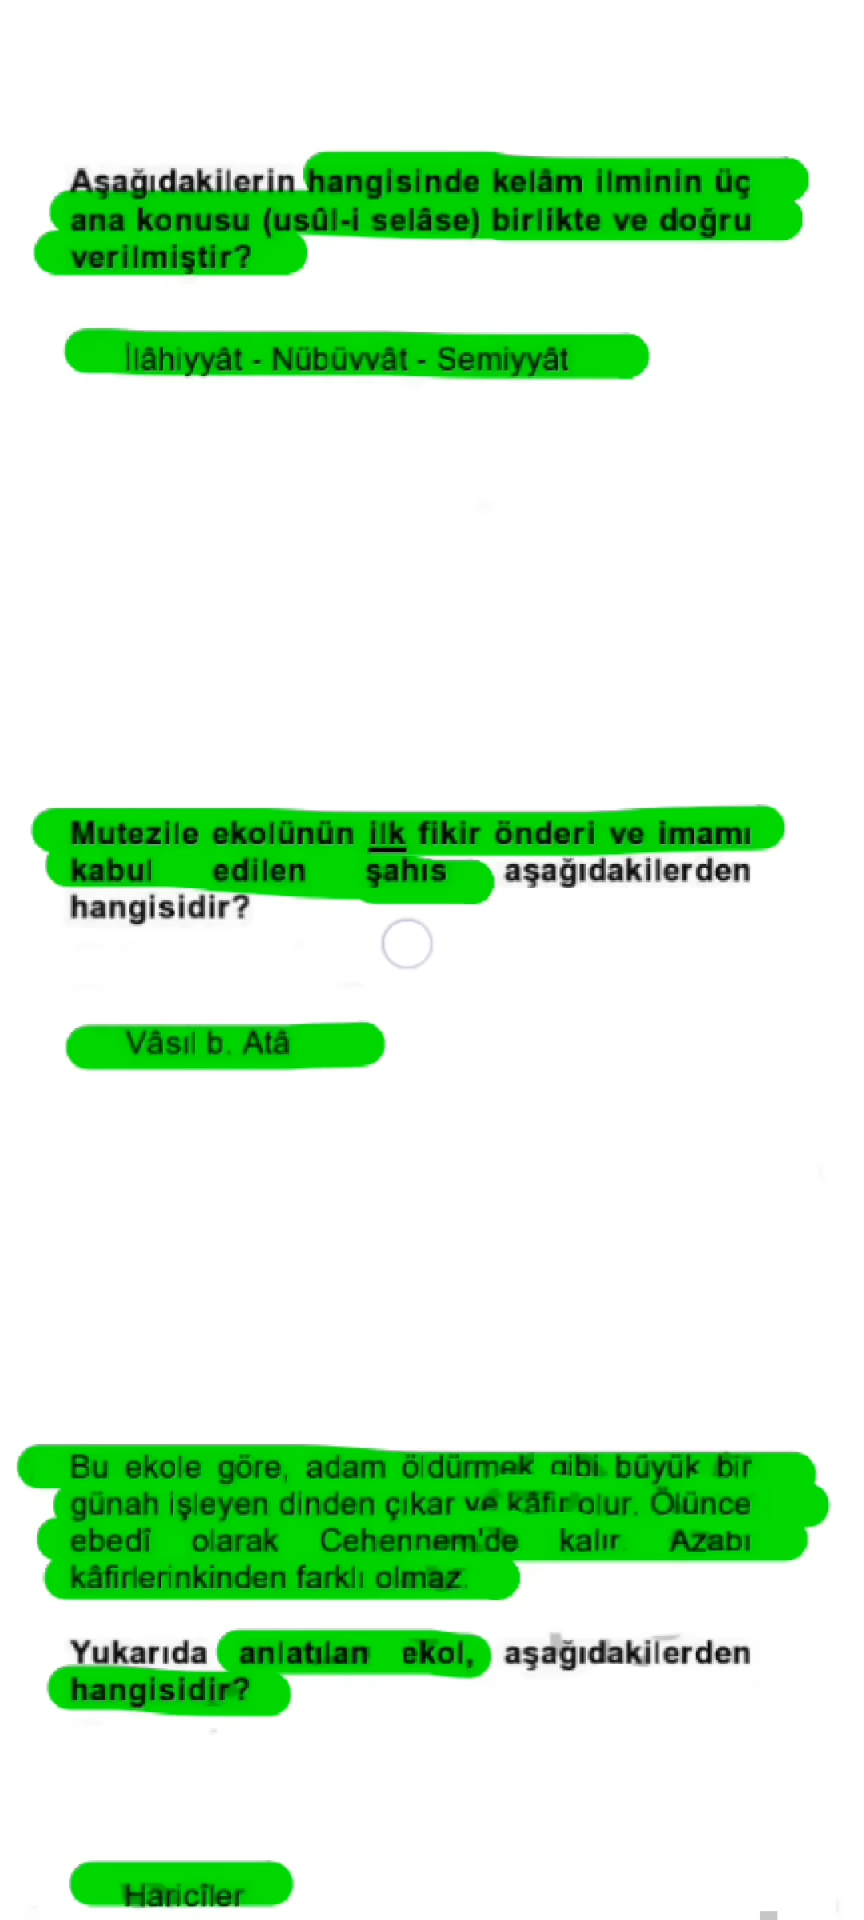 Aşağıdakilerin hangisinde kelâm ilminin üç
ana konusu (usûl-i selâse) birlikte ve doğru
verilmiştir?
İlâhiyyât - Nübüvvât - Semiyyât
Mutezile ekolünün ilk fikir önderi ve imamı
kabul edilen şahıs aşağıdakilerden
hangisidir?
Vâsıl b. Atâ
Bu ekole göre, adam öldürmek gibi büyük bir
günah işleyen dinden çıkar ve kâfir olur. Ölünce
ebedî olarak Cehennem'de kalır. Azabı
kâfirlerinkinden farklı olmaz.
Yukarıda anlatılan ekol, aşağıdakilerden
hangisidir?
Haricîler